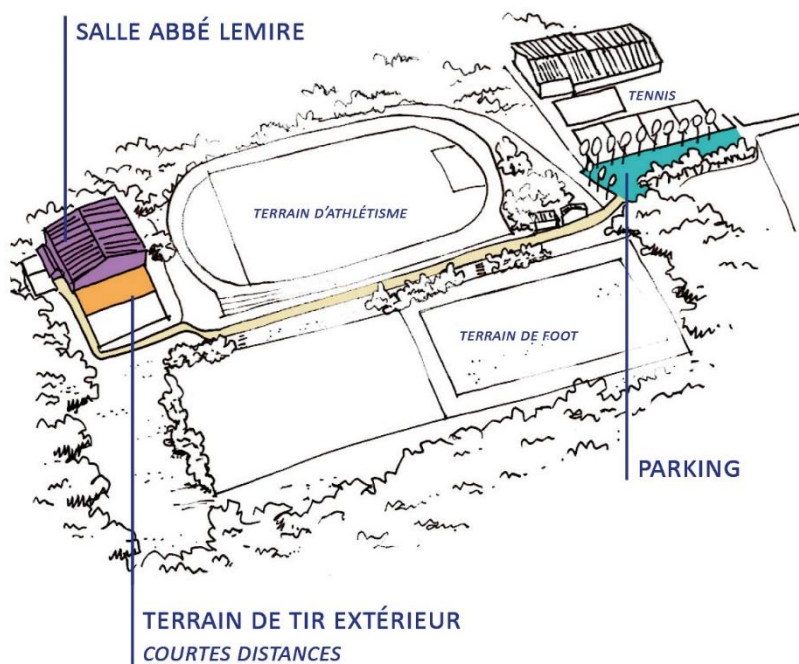 SALLE ABBÉ LEMIRE
TENNIS
TERRAIN D'ATHLÉTISME
TERRAIN DE FOOT
PARKING
TERRAIN DE TIR EXTÉRIEUR
COURTES DISTANCES